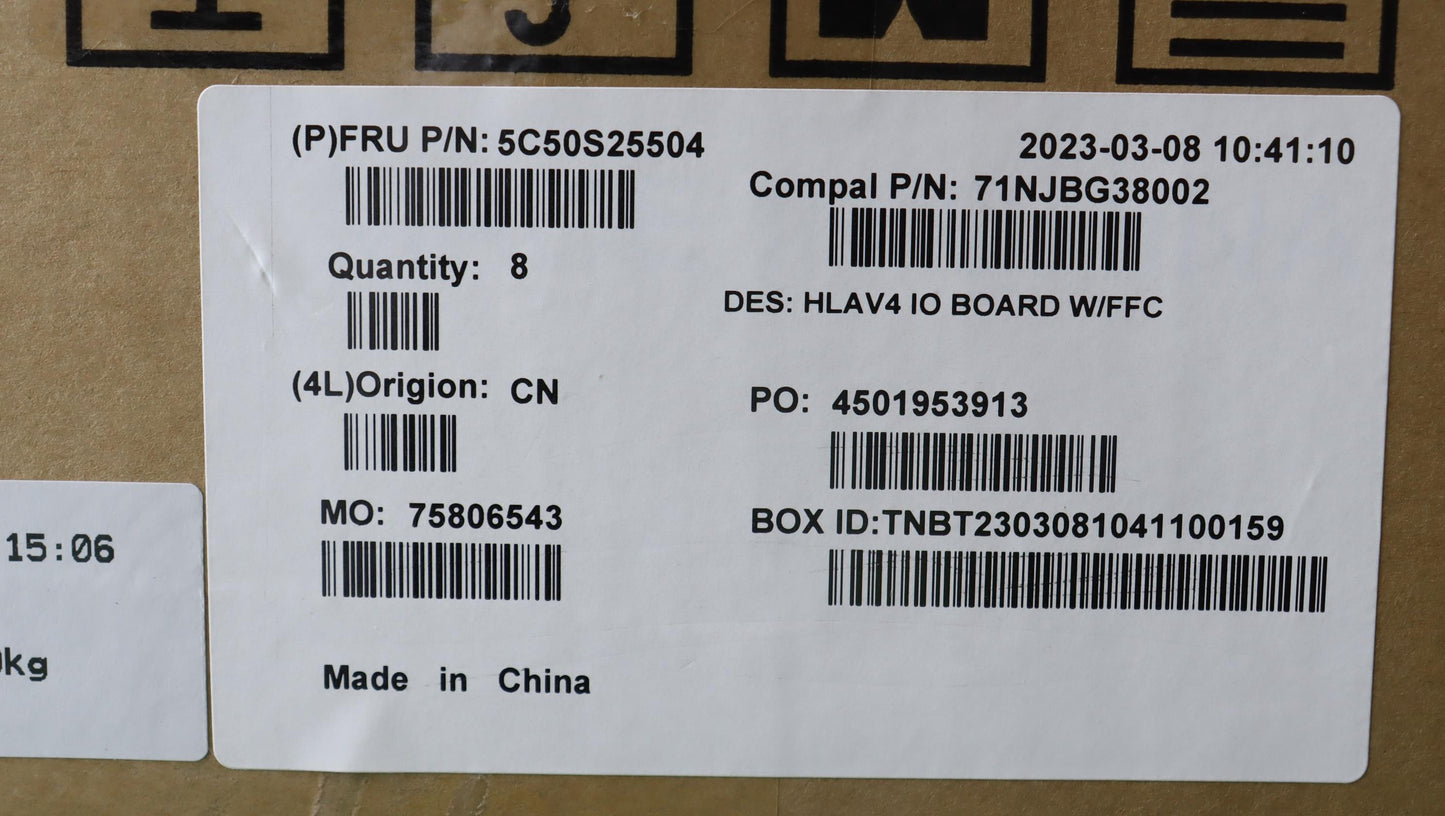 (P)FRU P/N: 5C50S25504
2023-03-08 10:41:10
Compal P/N: 71NJBG38002
Quantity: 8
DES: HLAV4 IO BOARD W/FFC
(4L)Origion: CN
PO: 4501953913
MO: 75806543
BOX ID:TNBT2303081041100159
Made in China
15:06
kg